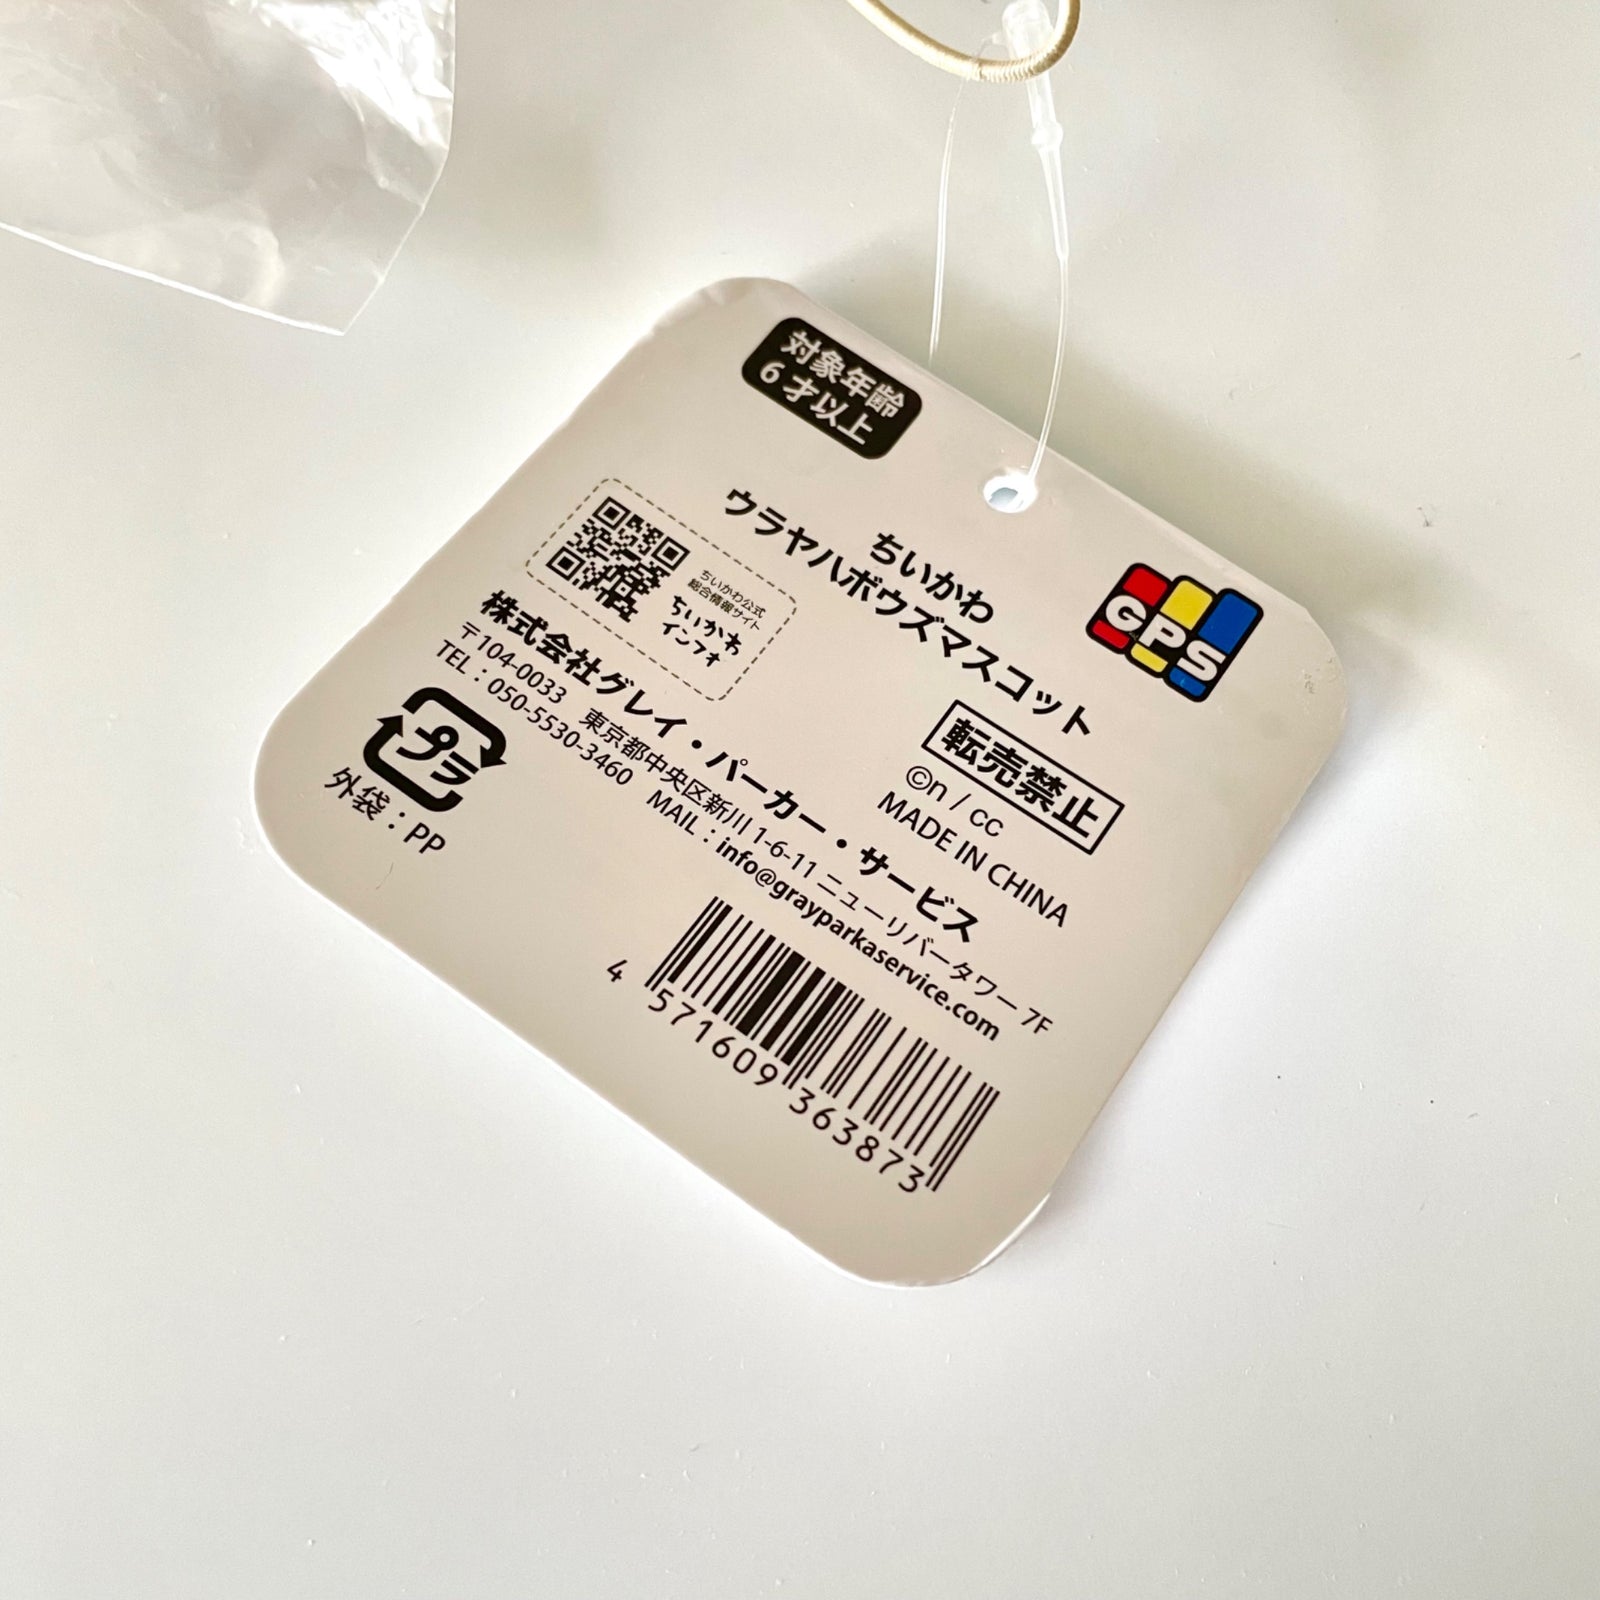 対象年齢
6 才以上
ちいかわ
ウラヤハボウズマスコット
GPS
ちいかわ公式
総合情報サイト
ちいかわ
インフォ
転売禁止
©n / cc
MADE IN CHINA
株式会社グレイ・パーカー・サービス
〒104-0033 東京都中央区新川 1-6-11 ニューリバータワー 7F
TEL：050-5530-3460 MAIL：info@grayparkaservice.com
プラ
外袋：PP
4 571609 363873